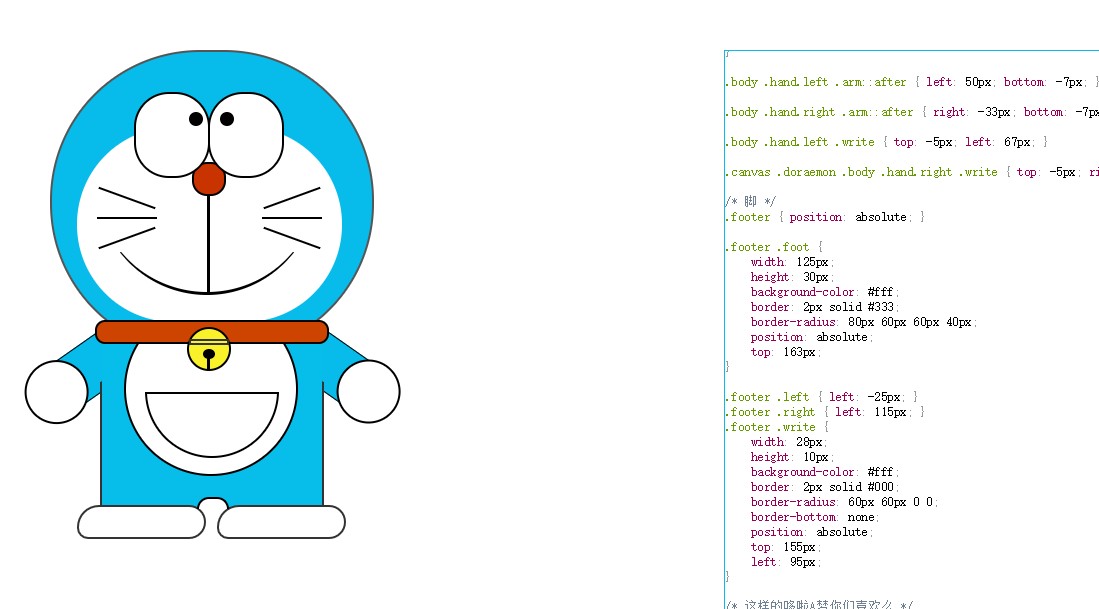 }
.body .hand.left .arm::after { left: 50px; bottom: -7px; }
.body .hand.right .arm::after { right: -33px; bottom: -7px
.body .hand.left .write { top: -5px; left: 67px; }
.canvas .doraemon .body .hand.right .write { top: -5px; ri
/* 脚 */
.footer { position: absolute; }
.footer .foot {
width: 125px;
height: 30px;
background-color: #fff;
border: 2px solid #333;
border-radius: 80px 60px 60px 40px;
position: absolute;
top: 163px;
}
.footer .left { left: -25px; }
.footer .right { left: 115px; }
.footer .write {
width: 28px;
height: 10px;
background-color: #fff;
border: 2px solid #000;
border-radius: 60px 60px 0 0;
border-bottom: none;
position: absolute;
top: 155px;
left: 95px;
}
/* 这样的哆啦A梦你们喜欢么 */